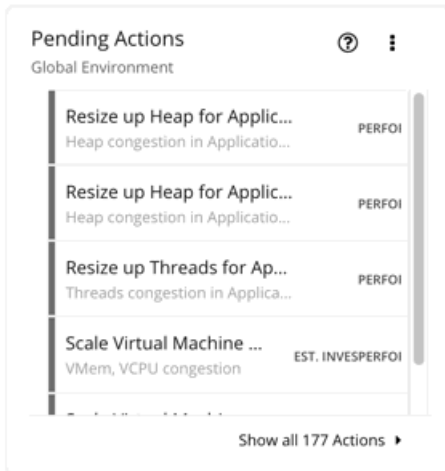 Pending Actions
Global Environment
Resize up Heap for Applic...
Heap congestion in Applicatio...
PERFOI
Resize up Heap for Applic...
Heap congestion in Applicatio...
PERFOI
Resize up Threads for Ap...
Threads congestion in Applica...
PERFOI
Scale Virtual Machine ...
VMem, VCPU congestion
EST. INVESPERFOI
Show all 177 Actions